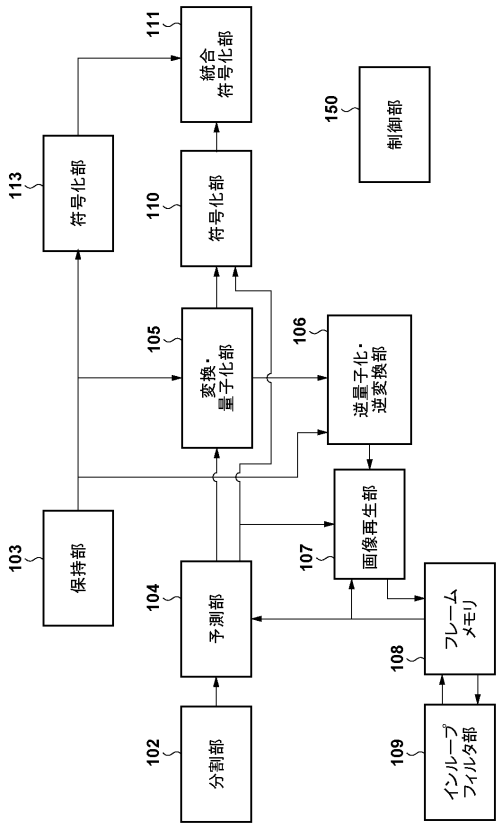 103
保持部
113
符号化部
102
分割部
104
予測部
105
変換・
量子化部
110
符号化部
111
統合
符号化部
106
逆量子化・
逆変換部
107
画像再生部
108
フレーム
メモリ
109
インループ
フィルタ部
150
制御部